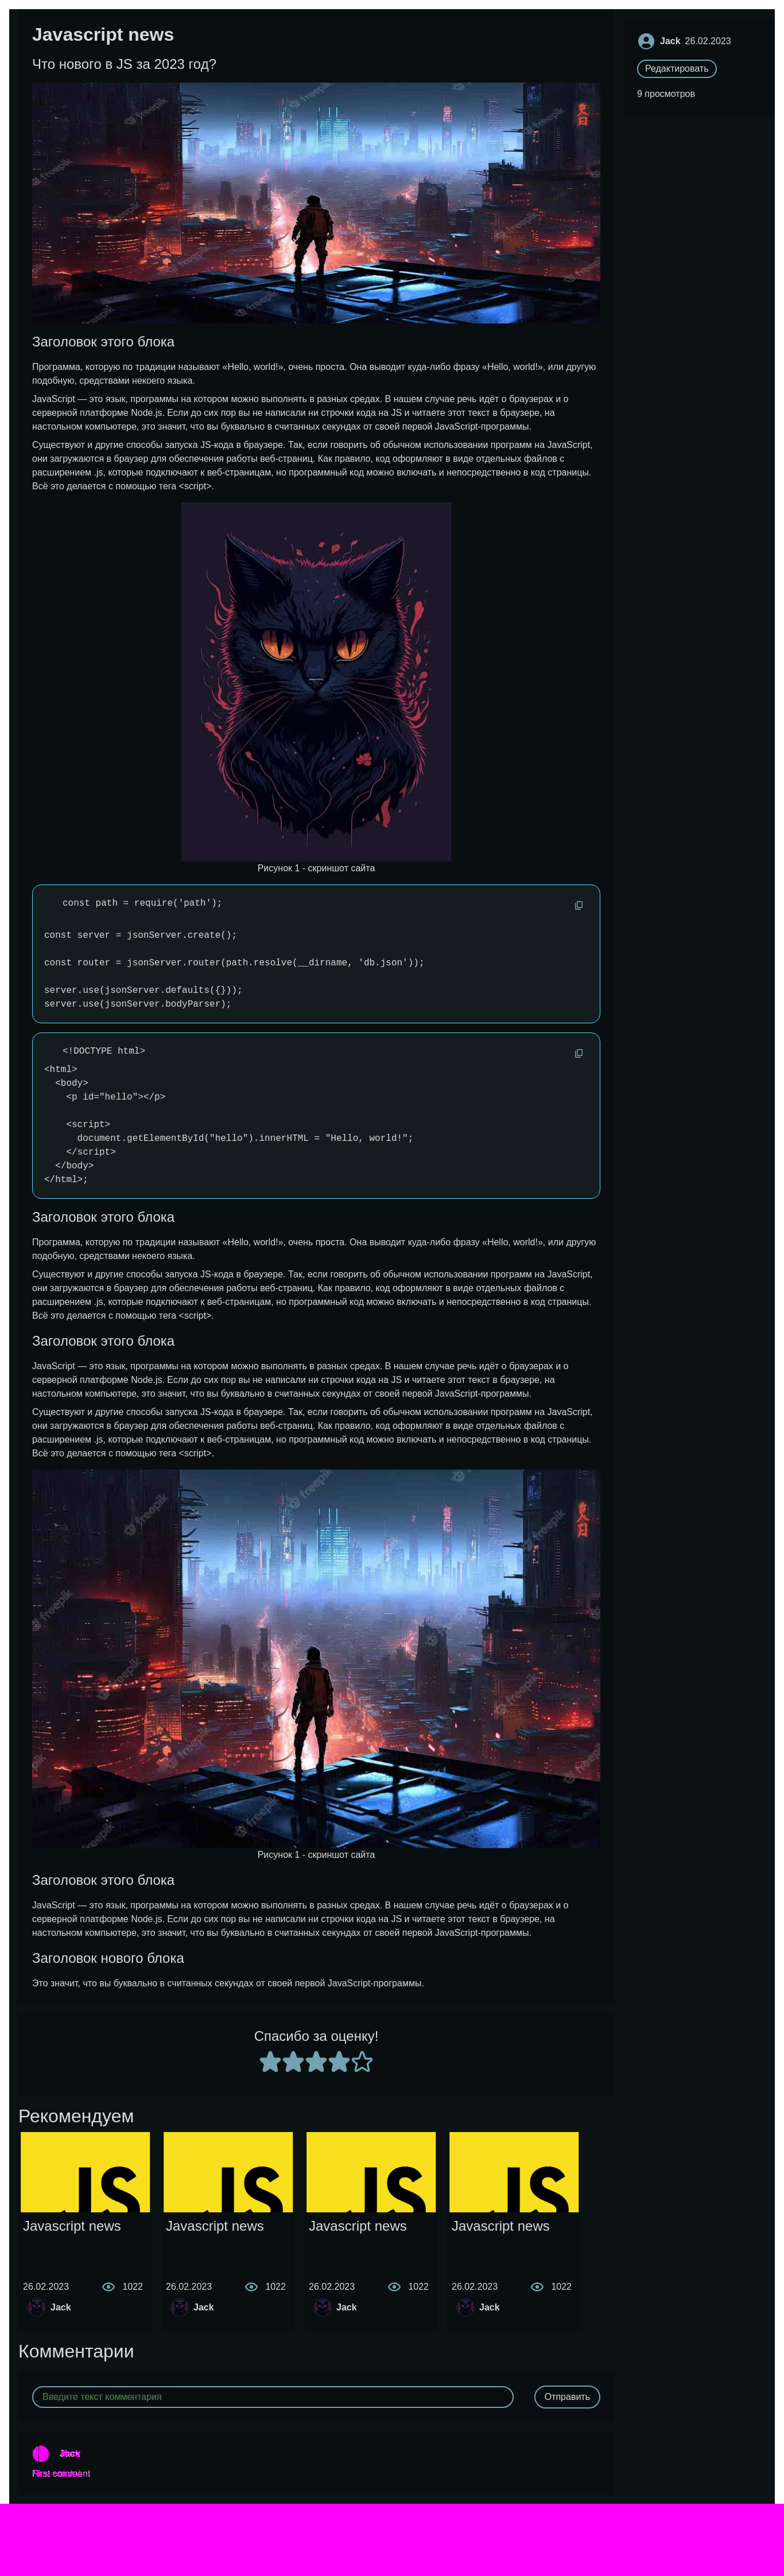 Javascript news
Что нового в JS за 2023 год?
Jack 26.02.2023
Редактировать
9 просмотров
Заголовок этого блока
Программа, которую по традиции называют «Hello, world!», очень проста. Она выводит куда-либо фразу «Hello, world!», или другую
подобную, средствами некоего языка.
JavaScript — это язык, программы на котором можно выполнять в разных средах. В нашем случае речь идёт о браузерах и о
серверной платформе Node.js. Если до сих пор вы не написали ни строчки кода на JS и читаете этот текст в браузере, на
настольном компьютере, это значит, что вы буквально в считанных секундах от своей первой JavaScript-программы.
Существуют и другие способы запуска JS-кода в браузере. Так, если говорить об обычном использовании программ на JavaScript,
они загружаются в браузер для обеспечения работы веб-страниц. Как правило, код оформляют в виде отдельных файлов с
расширением .js, которые подключают к веб-страницам, но программный код можно включать и непосредственно в код страницы.
Всё это делается с помощью тега <script>.
Рисунок 1 - скриншот сайта
const path = require('path');
const server = jsonServer.create();
const router = jsonServer.router(path.resolve(__dirname, 'db.json'));
server.use(jsonServer.defaults({}));
server.use(jsonServer.bodyParser);
<!DOCTYPE html>
<html>
<body>
<p id="hello"></p>
<script>
document.getElementById("hello").innerHTML = "Hello, world!";
</script>
</body>
</html>;
Заголовок этого блока
Программа, которую по традиции называют «Hello, world!», очень проста. Она выводит куда-либо фразу «Hello, world!», или другую
подобную, средствами некоего языка.
Существуют и другие способы запуска JS-кода в браузере. Так, если говорить об обычном использовании программ на JavaScript,
они загружаются в браузер для обеспечения работы веб-страниц. Как правило, код оформляют в виде отдельных файлов с
расширением .js, которые подключают к веб-страницам, но программный код можно включать и непосредственно в код страницы.
Всё это делается с помощью тега <script>.
Заголовок этого блока
JavaScript — это язык, программы на котором можно выполнять в разных средах. В нашем случае речь идёт о браузерах и о
серверной платформе Node.js. Если до сих пор вы не написали ни строчки кода на JS и читаете этот текст в браузере, на
настольном компьютере, это значит, что вы буквально в считанных секундах от своей первой JavaScript-программы.
Существуют и другие способы запуска JS-кода в браузере. Так, если говорить об обычном использовании программ на JavaScript,
они загружаются в браузер для обеспечения работы веб-страниц. Как правило, код оформляют в виде отдельных файлов с
расширением .js, которые подключают к веб-страницам, но программный код можно включать и непосредственно в код страницы.
Всё это делается с помощью тега <script>.
Рисунок 1 - скриншот сайта
Заголовок этого блока
JavaScript — это язык, программы на котором можно выполнять в разных средах. В нашем случае речь идёт о браузерах и о
серверной платформе Node.js. Если до сих пор вы не написали ни строчки кода на JS и читаете этот текст в браузере, на
настольном компьютере, это значит, что вы буквально в считанных секундах от своей первой JavaScript-программы.
Заголовок нового блока
Это значит, что вы буквально в считанных секундах от своей первой JavaScript-программы.
Спасибо за оценку!
Рекомендуем
JS JS JS JS
Javascript news Javascript news Javascript news Javascript news
26.02.2023 1022 26.02.2023 1022 26.02.2023 1022 26.02.2023 1022
Jack Jack Jack Jack
Комментарии
Введите текст комментария Отправить
Jack
First comment